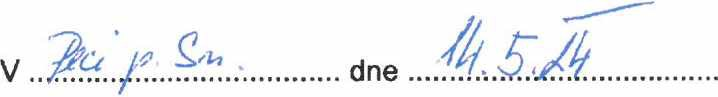 V Peci p. Sn. dne 14.5.24